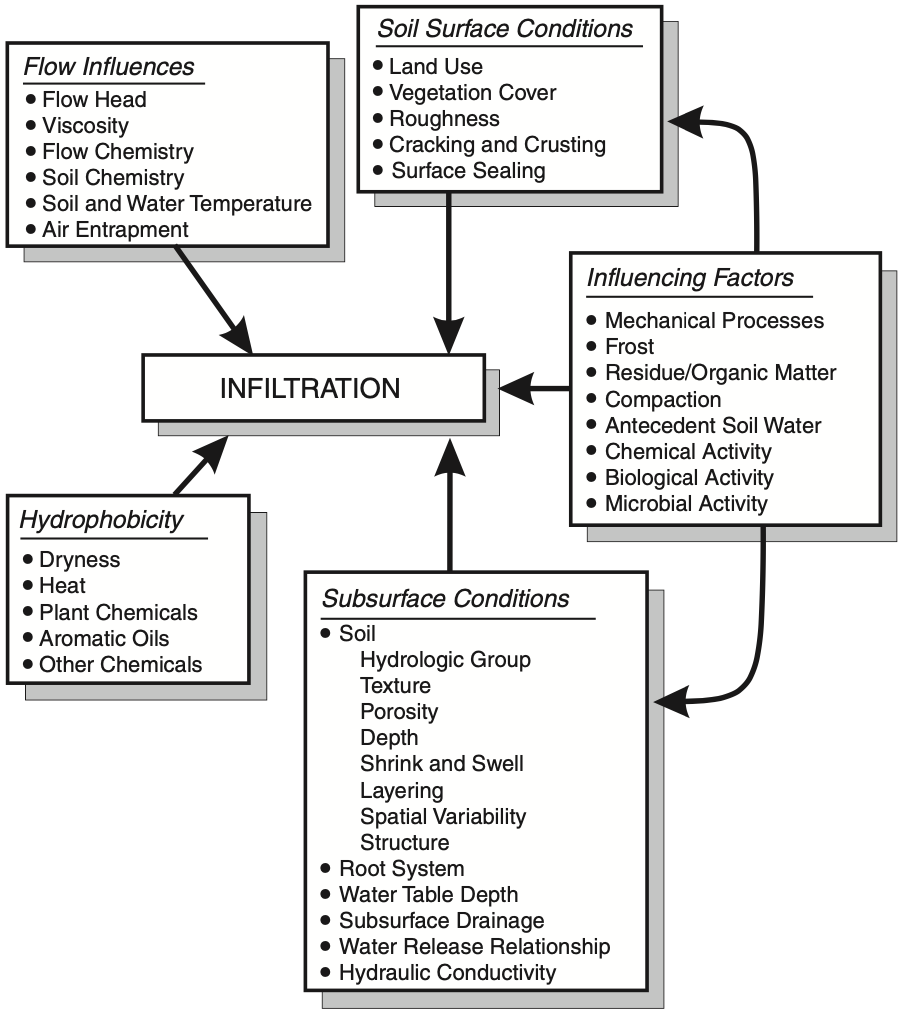 Flow Influences
• Flow Head
• Viscosity
• Flow Chemistry
• Soil Chemistry
• Soil and Water Temperature
• Air Entrapment
Soil Surface Conditions
• Land Use
• Vegetation Cover
• Roughness
• Cracking and Crusting
• Surface Sealing
Influencing Factors
• Mechanical Processes
• Frost
• Residue/Organic Matter
• Compaction
• Antecedent Soil Water
• Chemical Activity
• Biological Activity
• Microbial Activity
INFILTRATION
Hydrophobicity
• Dryness
• Heat
• Plant Chemicals
• Aromatic Oils
• Other Chemicals
Subsurface Conditions
• Soil
Hydrologic Group
Texture
Porosity
Depth
Shrink and Swell
Layering
Spatial Variability
Structure
• Root System
• Water Table Depth
• Subsurface Drainage
• Water Release Relationship
• Hydraulic Conductivity